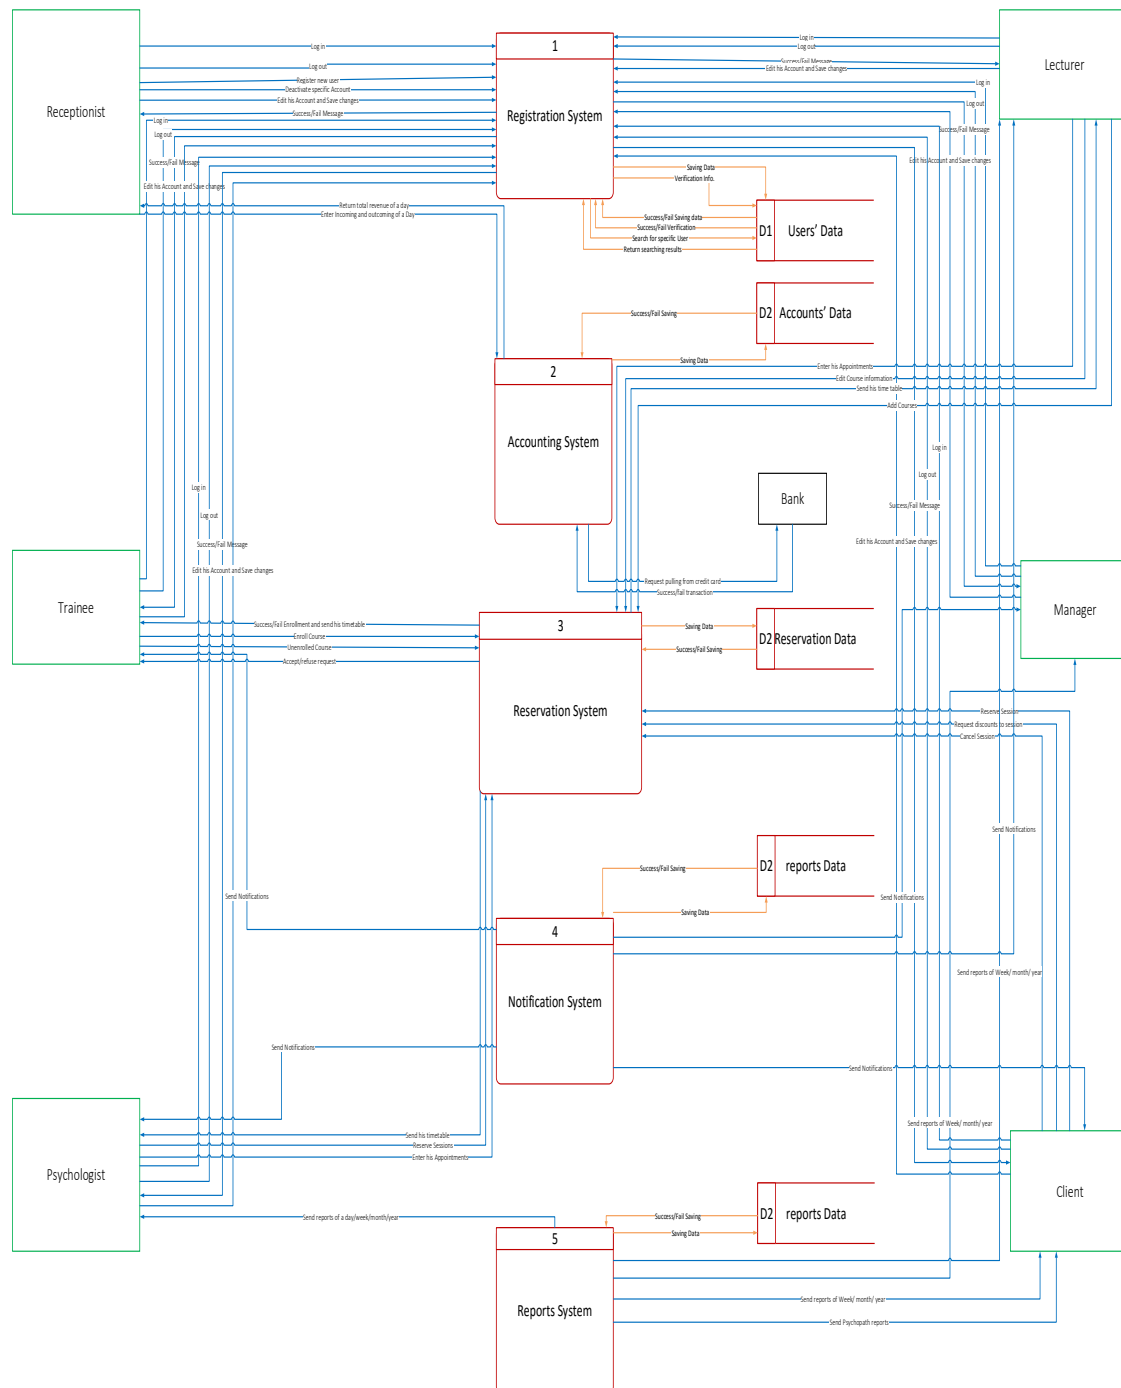 Receptionist
1
Registration System
Lecturer
Log in
Log out
Register new user
Deactivate specific Account
Edit his Account and Save changes
Success/Fail Message
Log in
Log out
Success/Fail Message
Edit his Account and Save changes
Log in
Log out
Success/Fail Message
Edit his Account and Save changes
Log in
Log out
Success/Fail Message
Edit his Account and Save changes
Saving Data
Verification Info.
Return total revenue of a day
Enter Incoming and outcoming of a Day
Success/Fail Saving data
Success/Fail Verification
Search for specific User
Return searching results
D1
Users' Data
D2
Accounts' Data
Success/Fail Saving
Saving Data
2
Accounting System
Enter his Appointments
Edit Course information
Send his time table
Add Courses
Log in
Log out
Success/Fail Message
Edit his Account and Save changes
Log in
Log out
Success/Fail Message
Edit his Account and Save changes
Bank
Request pulling from credit card
Success/fail transaction
Trainee
Manager
Success/Fail Enrollment and send his timetable
Enroll Course
Unenrolled Course
Accept/refuse request
3
Reservation System
Saving Data
Success/Fail Saving
D2
Reservation Data
Reserve Session
Request discounts to session
Cancel Session
Send Notifications
Send Notifications
Send Notifications
D2
reports Data
Success/Fail Saving
Saving Data
4
Notification System
Send reports of Week/ month/ year
Send Notifications
Send Notifications
Psychologist
Send his timetable
Reserve Sessions
Enter his Appointments
Send reports of Week/ month/ year
Client
Send reports of a day/week/month/year
D2
reports Data
Success/Fail Saving
Saving Data
5
Reports System
Send reports of Week/ month/ year
Send Psychopath reports